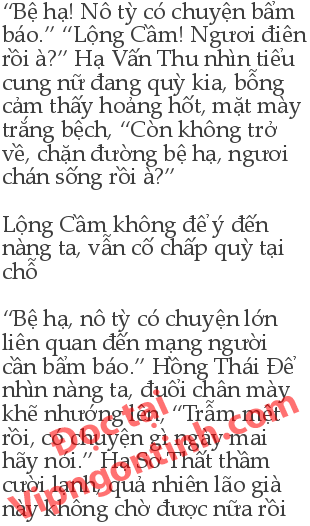 “Bệ hạ! Nô tỳ có chuyện bẩm
báo.” “Lộng Cầm! Ngươi điên
rồi à?” Hạ Vấn Thu nhìn tiểu
cung nữ đang quỳ kia, bỗng
cảm thấy hoảng hốt, mặt mày
trắng bệch, “Còn không trở
về, chặn đường bệ hạ, ngươi
chán sống rồi à?”
Lộng Cầm không để ý đến
nàng ta, vẫn cố chấp quỳ tại
chỗ
“Bệ hạ, nô tỳ có chuyện lớn
liên quan đến mạng người
cần bẩm báo.” Hồng Thái Đế
nhìn nàng ta, đuôi chân mày
khẽ nhướng lên, “Trẫm mệt
rồi, có chuyện gì ngày mai
hãy nói.” Hạ Sơ Thất thầm
cười lạnh, quả nhiên lão già
này không chờ được nữa rồi
Đọc tại
Vipngontinh.com